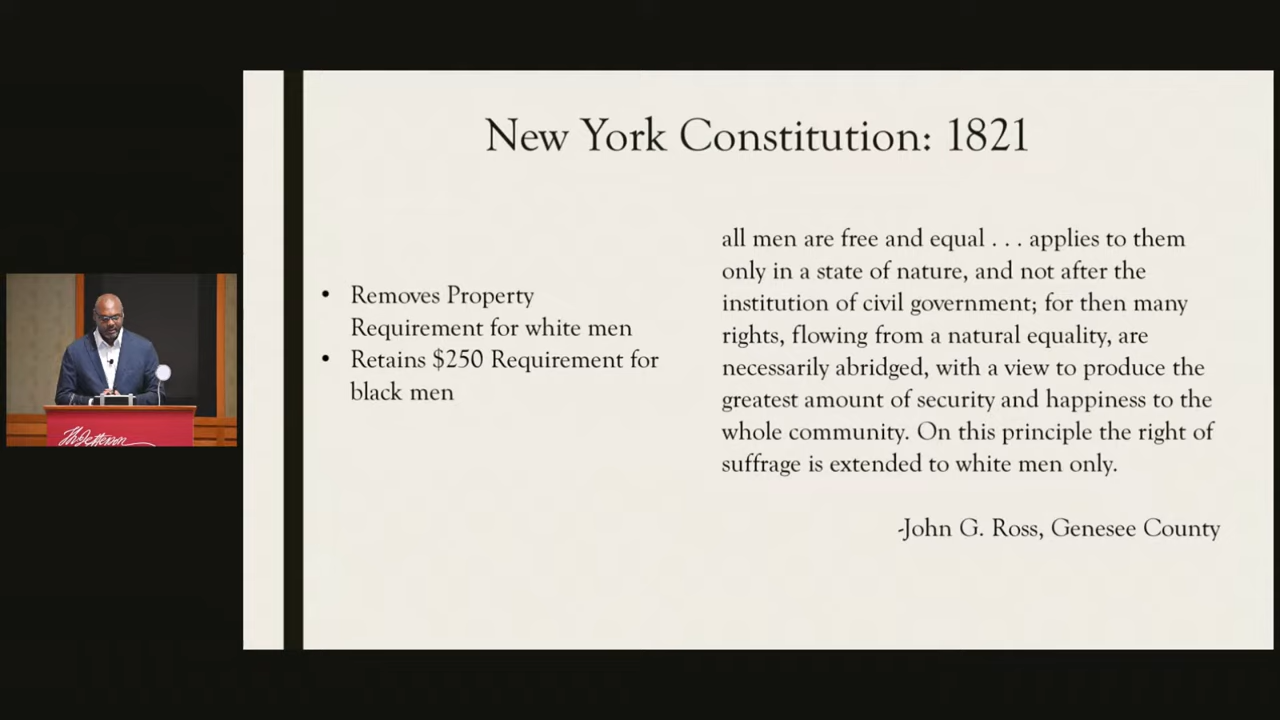 New York Constitution: 1821
• Removes Property
Requirement for white men
• Retains $250 Requirement for
black men
all men are free and equal . . . applies to them
only in a state of nature, and not after the
institution of civil government; for then many
rights, flowing from a natural equality, are
necessarily abridged, with a view to produce the
greatest amount of security and happiness to the
whole community. On this principle the right of
suffrage is extended to white men only.
-John G. Ross, Genesee County
Th Jefferson